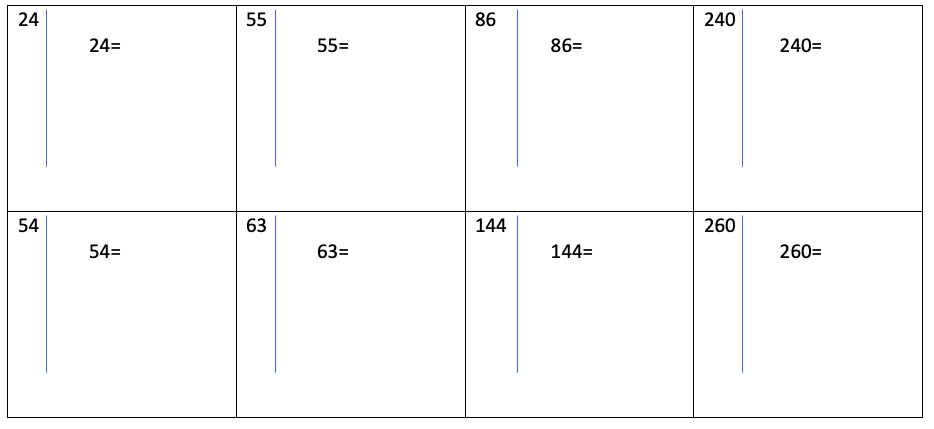 24 55 86 240
24= 55= 86= 240=
54 63 144 260
54= 63= 144= 260=